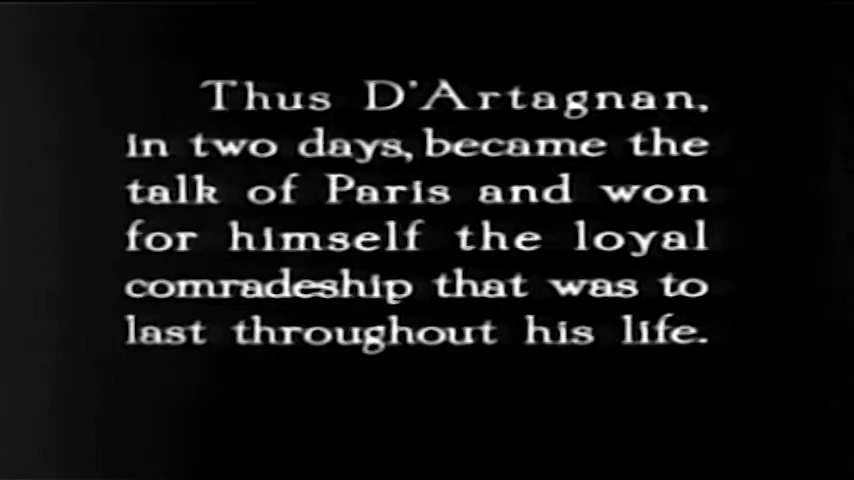 Thus D'Artagnan,
in two days, became the
talk of Paris and won
for himself the loyal
comradeship that was to
last throughout his life.